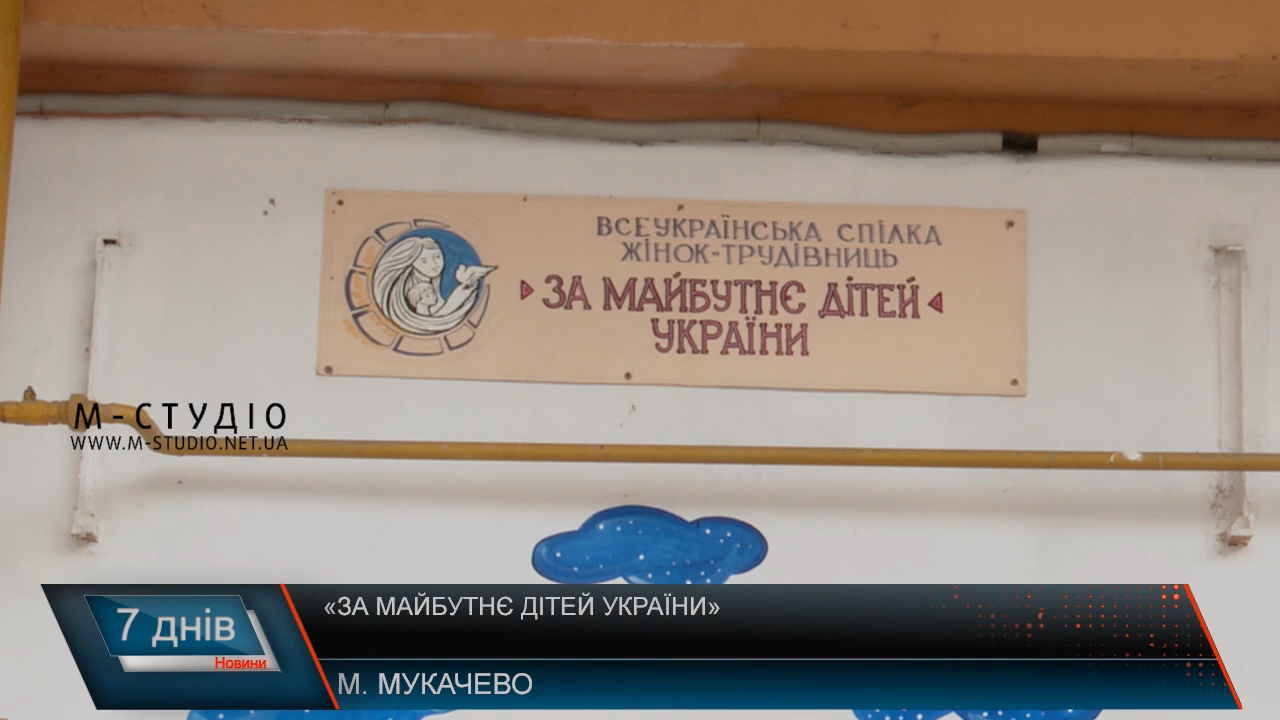 ВСЕУКРАЇНСЬКА СПІЛКА
ЖІНОК-ТРУДІВНИЦЬ
ЗА МАЙБУТНЄ ДІТЕЙ
УКРАЇНИ
М-СТУДІО
WWW.M-STUDIO.NET.UA
7 днів
Новини
«ЗА МАЙБУТНЄ ДІТЕЙ УКРАЇНИ»
М. МУКАЧЕВО